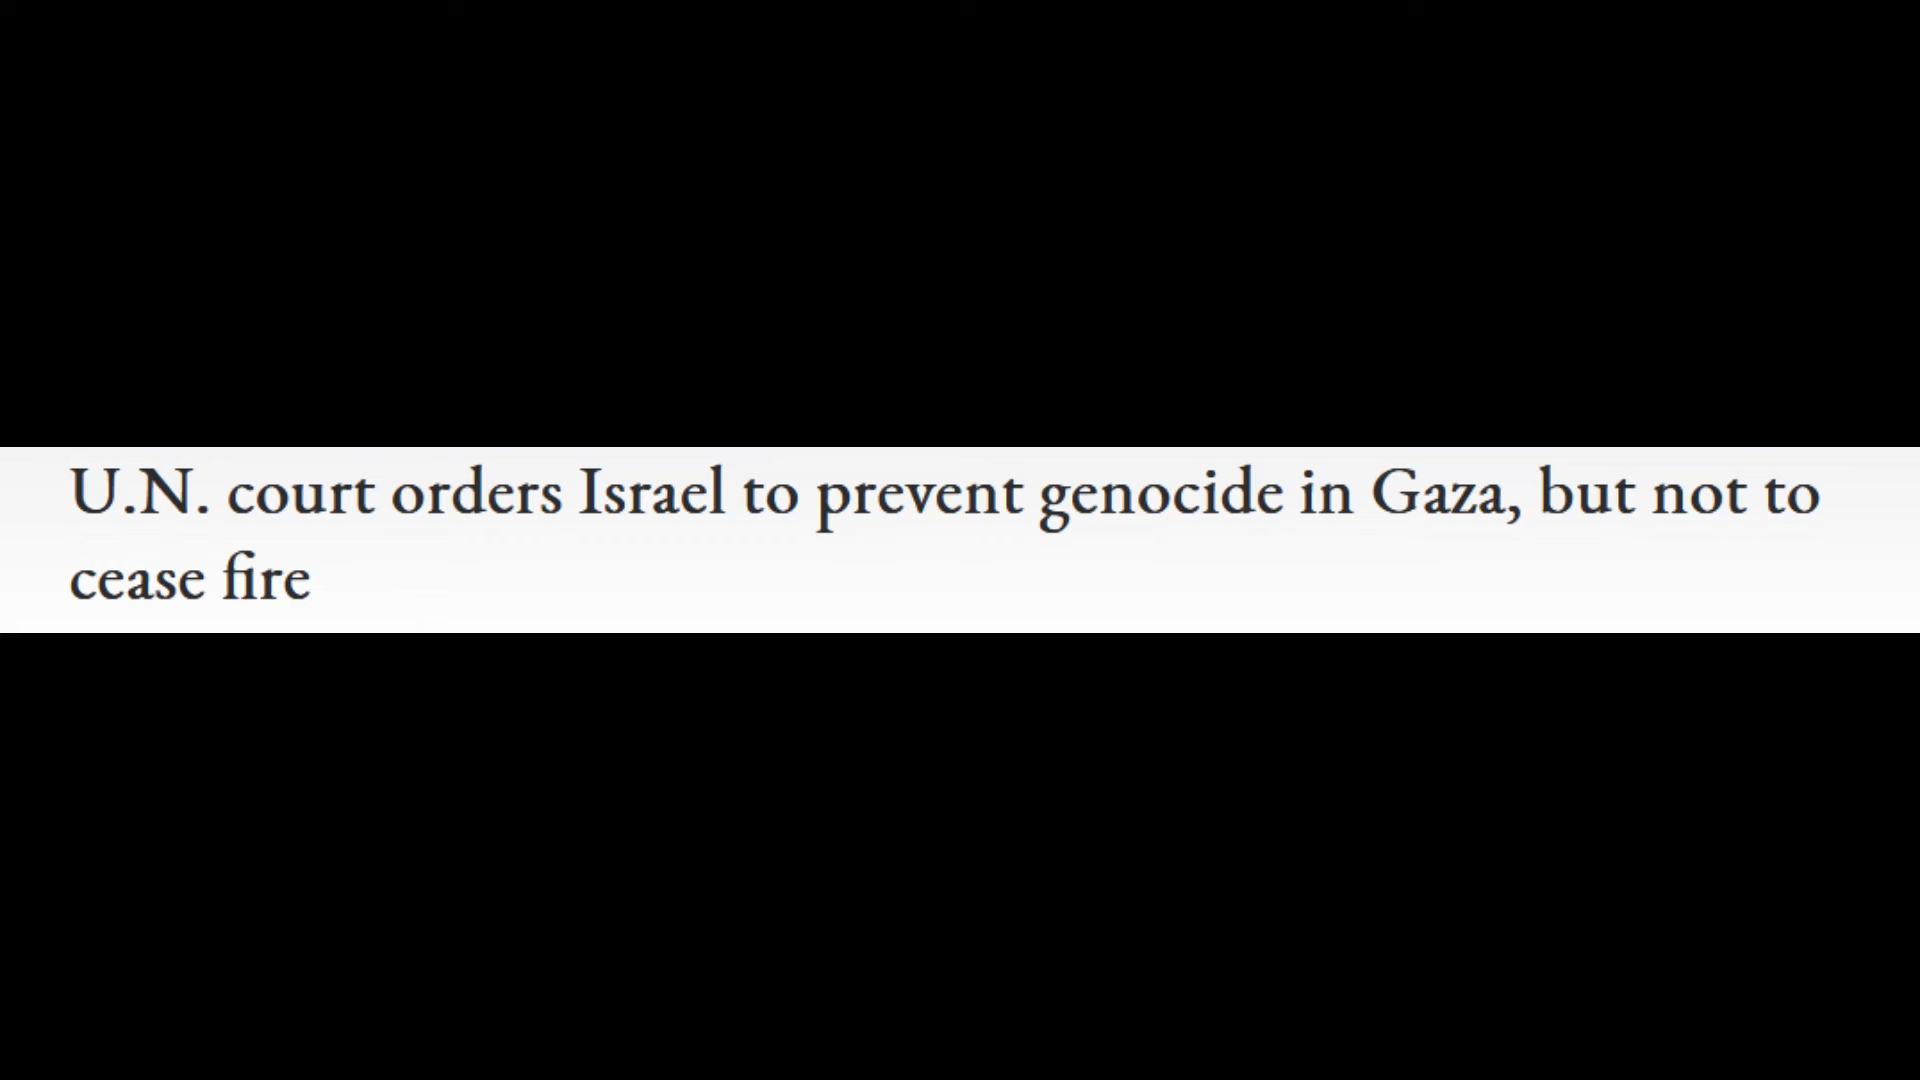 U.N. court orders Israel to prevent genocide in Gaza, but not to
cease fire